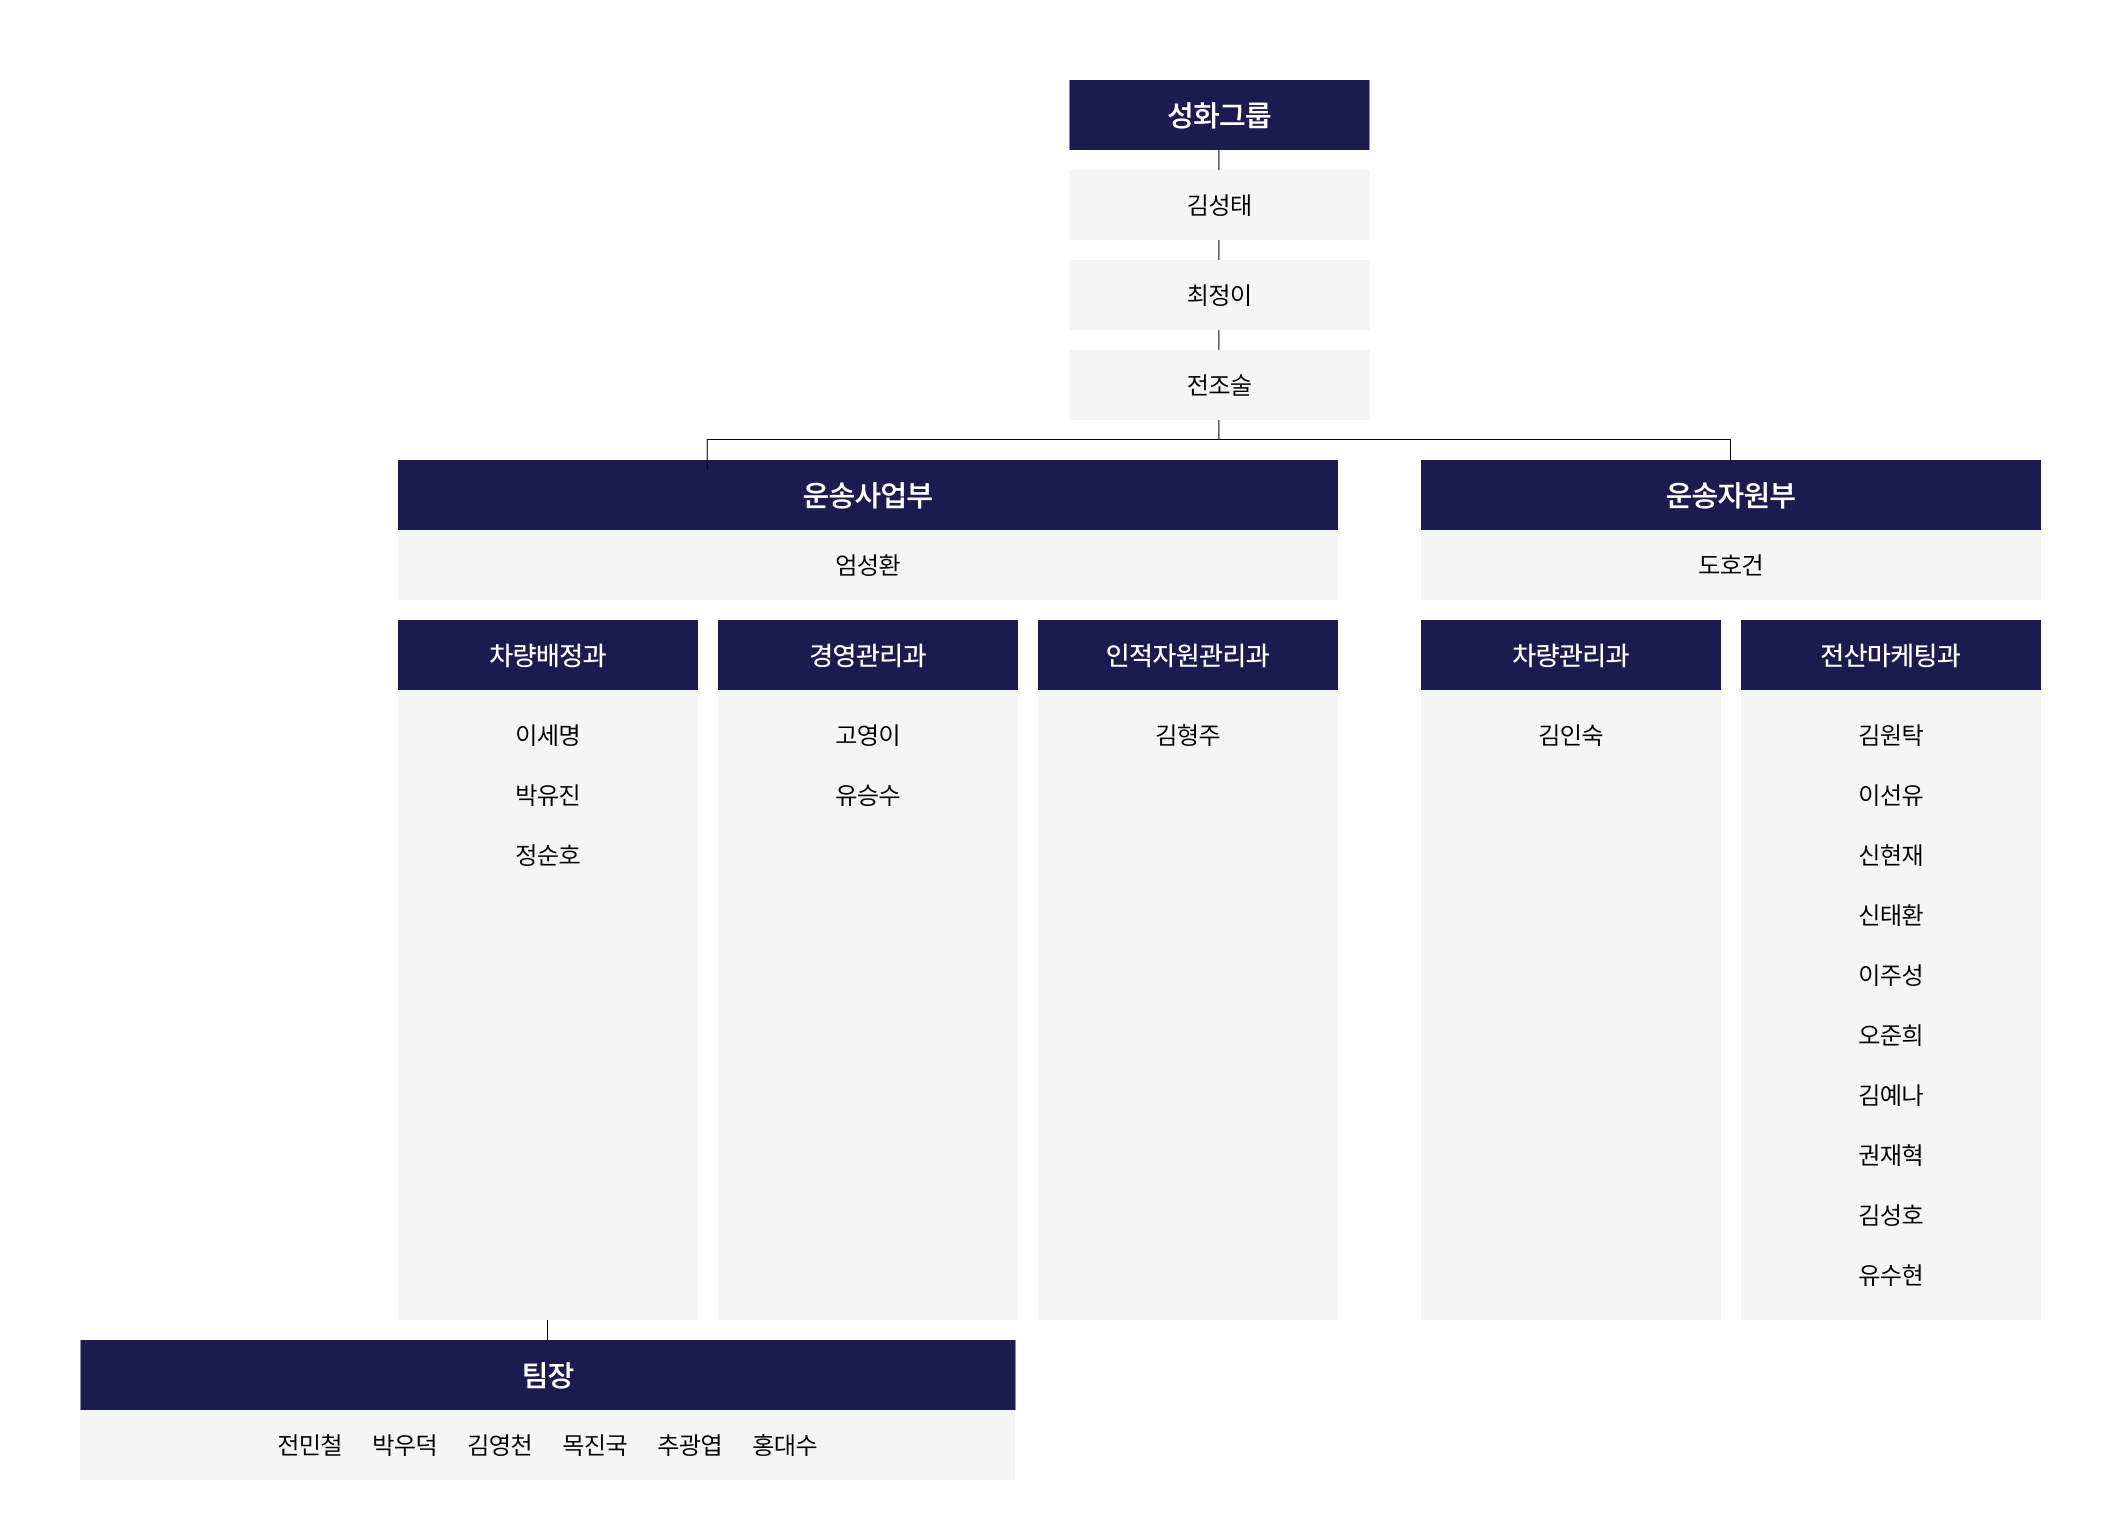 성화그룹
김성태
최정이
전조술
운송사업부
엄성환
차량배정과
이세명
박유진
정순호
경영관리과
고영이
유승수
인적자원관리과
김형주
운송자원부
도호건
차량관리과
김인숙
전산마케팅과
김원탁
이선유
신현재
신태환
이주성
오준희
김예나
권재혁
김성호
유수현
팀장
전민철 박우덕 김영천 목진국 추광엽 홍대수